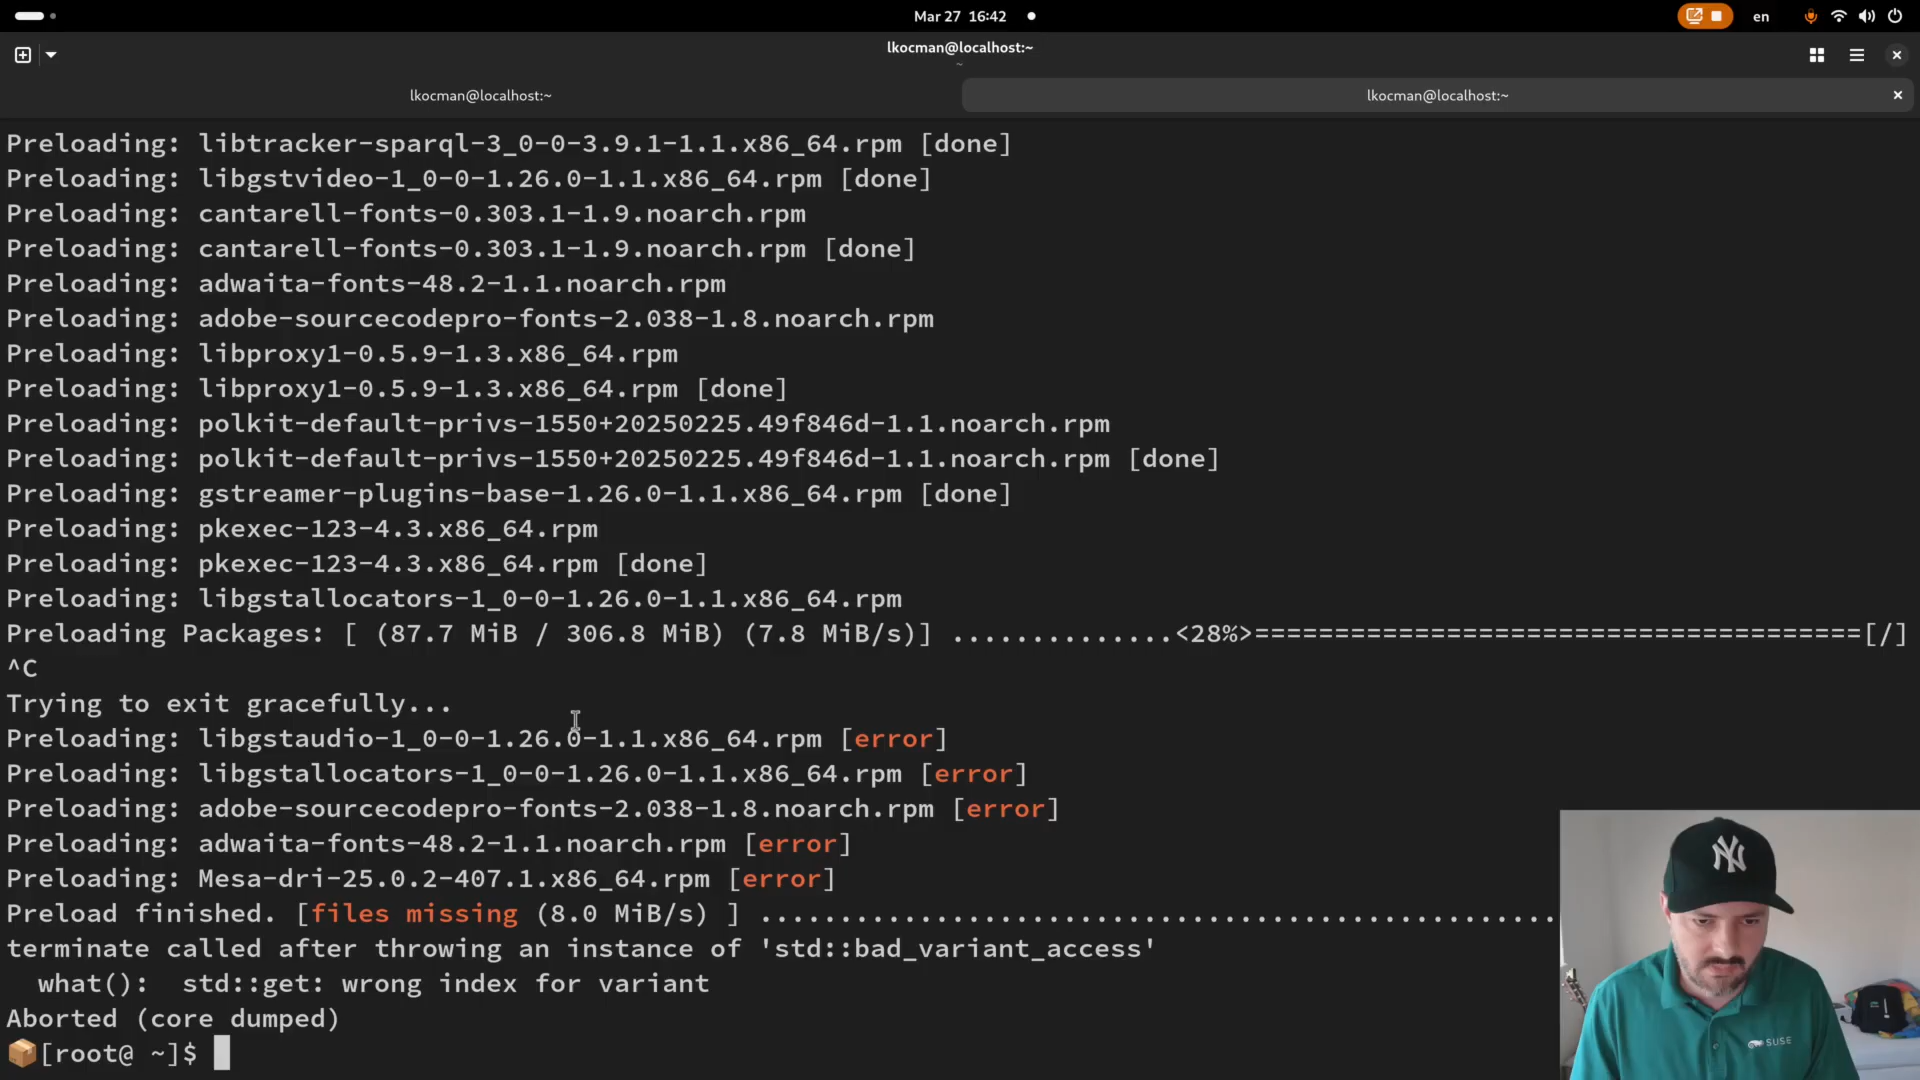 Mar 27 16:42
en
lkocman@localhost:~
~
lkocman@localhost:~
lkocman@localhost:~
Preloading: libtracker-sparql-3_0-0-3.9.1-1.1.x86_64.rpm [done]
Preloading: libgstvideo-1_0-0-1.26.0-1.1.x86_64.rpm [done]
Preloading: cantarell-fonts-0.303.1-1.9.noarch.rpm
Preloading: cantarell-fonts-0.303.1-1.9.noarch.rpm [done]
Preloading: adwaita-fonts-48.2-1.1.noarch.rpm
Preloading: adobe-sourcecodepro-fonts-2.038-1.8.noarch.rpm
Preloading: libproxy1-0.5.9-1.3.x86_64.rpm
Preloading: libproxy1-0.5.9-1.3.x86_64.rpm [done]
Preloading: polkit-default-privs-1550+20250225.49f846d-1.1.noarch.rpm
Preloading: polkit-default-privs-1550+20250225.49f846d-1.1.noarch.rpm [done]
Preloading: gstreamer-plugins-base-1.26.0-1.1.x86_64.rpm [done]
Preloading: pkexec-123-4.3.x86_64.rpm
Preloading: pkexec-123-4.3.x86_64.rpm [done]
Preloading: libgstallocators-1_0-0-1.26.0-1.1.x86_64.rpm
Preloading Packages: [ (87.7 MiB / 306.8 MiB) (7.8 MiB/s)] ..............<28%>======================================[/]
^C
Trying to exit gracefully...
Preloading: libgstaudio-1_0-0-1.26.0-1.1.x86_64.rpm [error]
Preloading: libgstallocators-1_0-0-1.26.0-1.1.x86_64.rpm [error]
Preloading: adobe-sourcecodepro-fonts-2.038-1.8.noarch.rpm [error]
Preloading: adwaita-fonts-48.2-1.1.noarch.rpm [error]
Preloading: Mesa-dri-25.0.2-407.1.x86_64.rpm [error]
Preload finished. [files missing (8.0 MiB/s) ] ..................................................
terminate called after throwing an instance of 'std::bad_variant_access'
what(): std::get: wrong index for variant
Aborted (core dumped)
📦[root@ ~]$
NY
SUSE